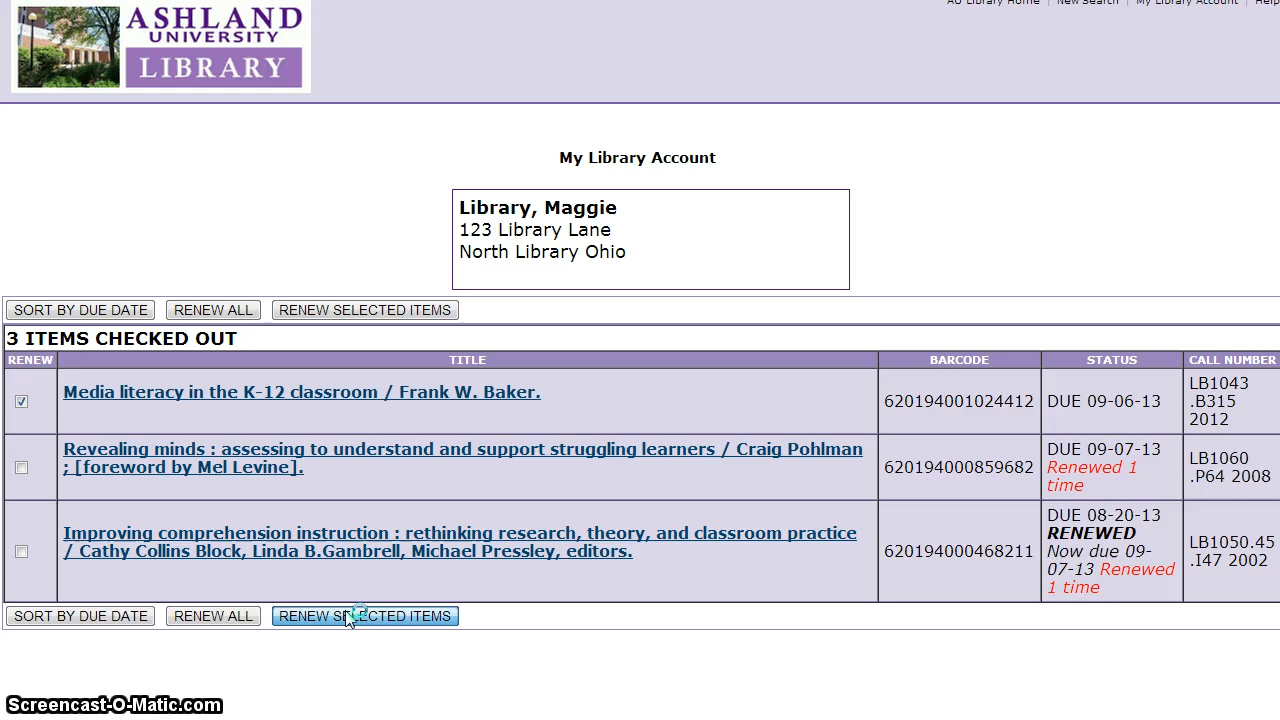 AU Library Home | New Search | My Library Account | Help
ASHLAND
UNIVERSITY
LIBRARY
My Library Account
Library, Maggie
123 Library Lane
North Library Ohio
SORT BY DUE DATE RENEW ALL RENEW SELECTED ITEMS
3 ITEMS CHECKED OUT
RENEW TITLE BARCODE STATUS CALL NUMBER
Media literacy in the K-12 classroom / Frank W. Baker.
620194001024412
DUE 09-06-13
LB1043
.B315
2012
Revealing minds : assessing to understand and support struggling learners / Craig Pohlman
; [foreword by Mel Levine].
620194000859682
DUE 09-07-13
Renewed 1
time
LB1060
.P64 2008
Improving comprehension instruction : rethinking research, theory, and classroom practice
/ Cathy Collins Block, Linda B.Gambrell, Michael Pressley, editors.
620194000468211
DUE 08-20-13
RENEWED
Now due 09-
07-13 Renewed
1 time
LB1050.45
.I47 2002
SORT BY DUE DATE RENEW ALL RENEW SELECTED ITEMS
Screencast-O-Matic.com